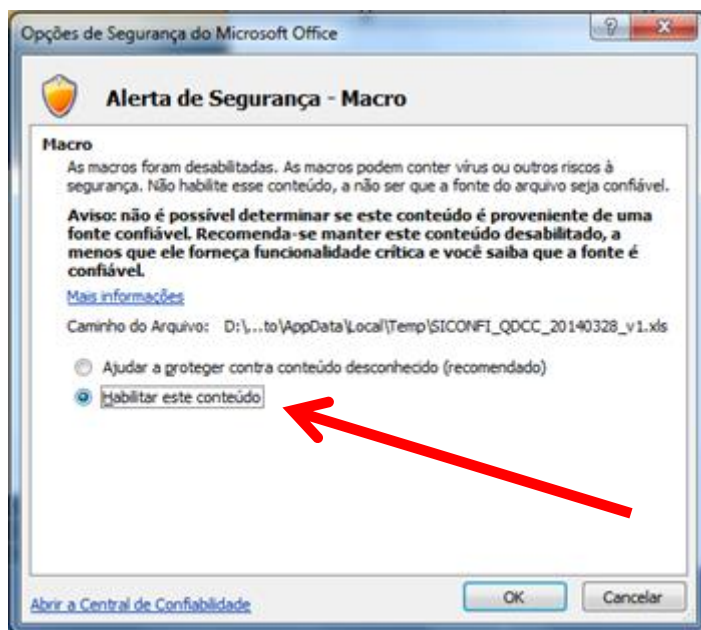 Opções de Segurança do Microsoft Office
Alerta de Segurança - Macro
Macro
As macros foram desabilitadas. As macros podem conter vírus ou outros riscos à
segurança. Não habilite esse conteúdo, a não ser que a fonte do arquivo seja confiável.
Aviso: não é possível determinar se este conteúdo é proveniente de uma
fonte confiável. Recomenda-se manter este conteúdo desabilitado, a
menos que ele forneça funcionalidade crítica e você saiba que a fonte é
confiável.
Mais informações
Caminho do Arquivo: D:\...to\AppData\Local\Temp\SICONFI_QDCC_20140328_v1.xls
Ajudar a proteger contra conteúdo desconhecido (recomendado)
Habilitar este conteúdo
Abrir a Central de Confiabilidade
OK
Cancelar